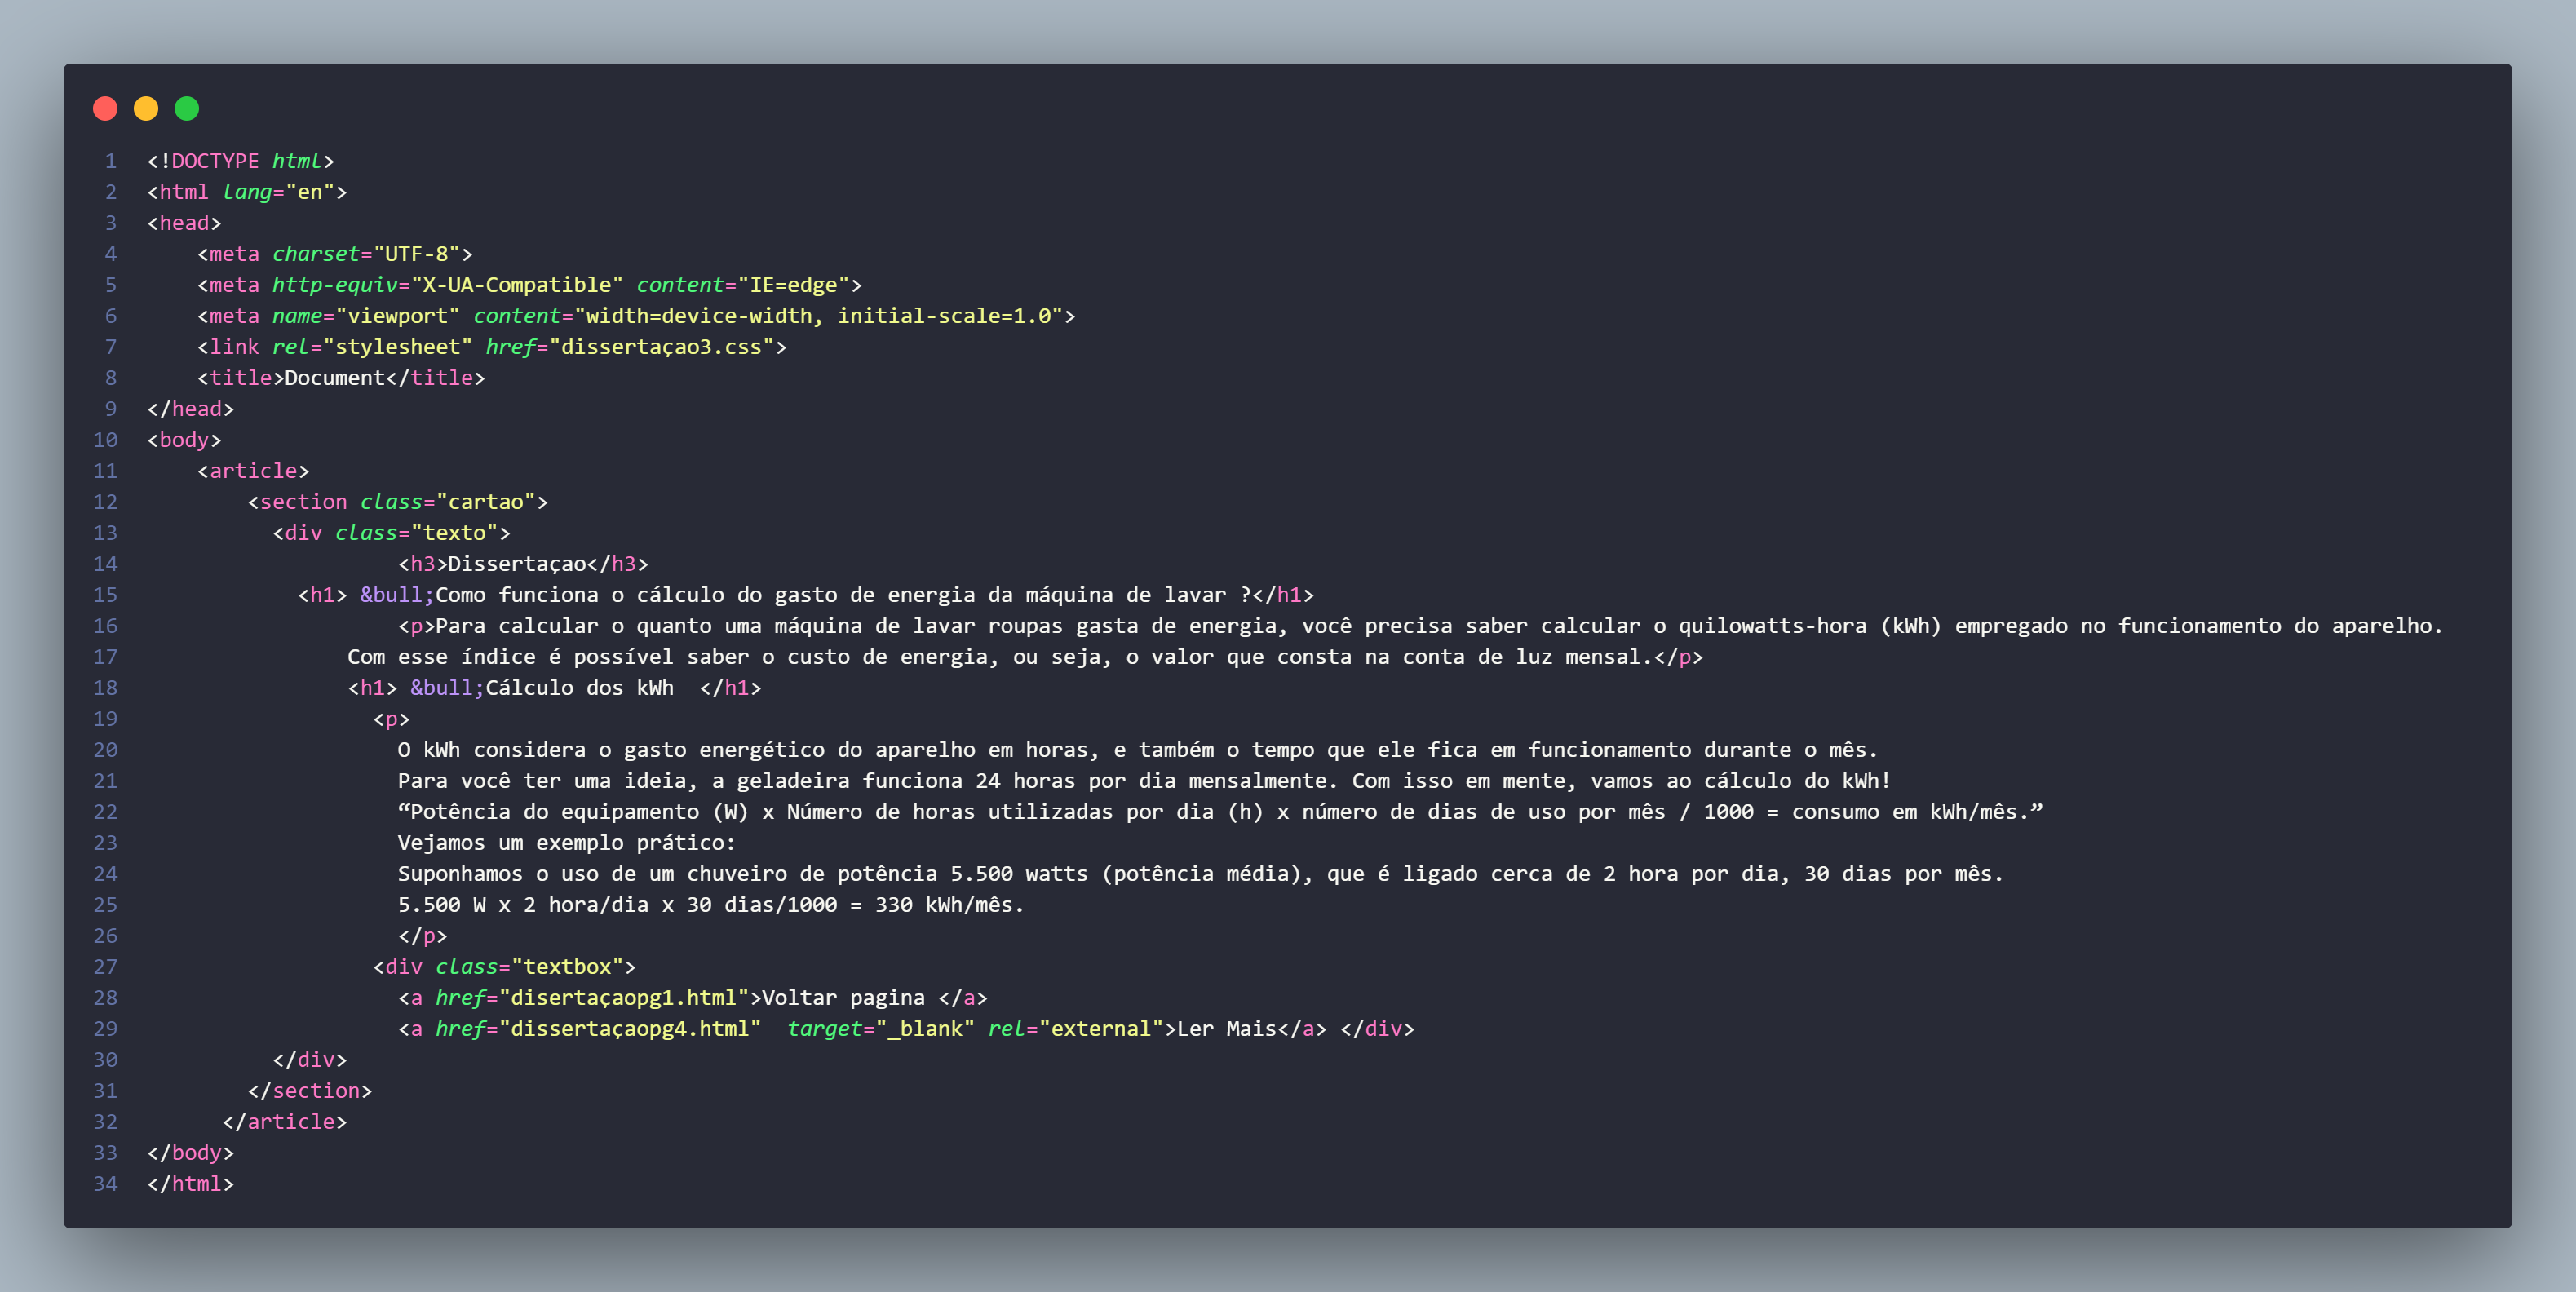 1 <!DOCTYPE html>
2 <html lang="en">
3 <head>
4     <meta charset="UTF-8">
5     <meta http-equiv="X-UA-Compatible" content="IE=edge">
6     <meta name="viewport" content="width=device-width, initial-scale=1.0">
7     <link rel="stylesheet" href="dissertaçao3.css">
8     <title>Document</title>
9 </head>
10 <body>
11     <article>
12         <section class="cartao">
13           <div class="texto">
14                     <h3>Dissertaçao</h3>
15             <h1> &bull;Como funciona o cálculo do gasto de energia da máquina de lavar ?</h1>
16                     <p>Para calcular o quanto uma máquina de lavar roupas gasta de energia, você precisa saber calcular o quilowatts-hora (kWh) empregado no funcionamento do aparelho.
17                 Com esse índice é possível saber o custo de energia, ou seja, o valor que consta na conta de luz mensal.</p>
18                 <h1> &bull;Cálculo dos kWh  </h1>
19                   <p>
20                     O kWh considera o gasto energético do aparelho em horas, e também o tempo que ele fica em funcionamento durante o mês.
21                     Para você ter uma ideia, a geladeira funciona 24 horas por dia mensalmente. Com isso em mente, vamos ao cálculo do kWh!
22                     “Potência do equipamento (W) x Número de horas utilizadas por dia (h) x número de dias de uso por mês / 1000 = consumo em kWh/mês.”
23                     Vejamos um exemplo prático:
24                     Suponhamos o uso de um chuveiro de potência 5.500 watts (potência média), que é ligado cerca de 2 hora por dia, 30 dias por mês.
25                     5.500 W x 2 hora/dia x 30 dias/1000 = 330 kWh/mês.
26                     </p>
27                   <div class="textbox">
28                     <a href="disertaçaopg1.html">Voltar pagina </a>
29                     <a href="dissertaçaopg4.html"  target="_blank" rel="external">Ler Mais</a> </div>
30           </div>
31         </section>
32       </article>
33 </body>
34 </html>